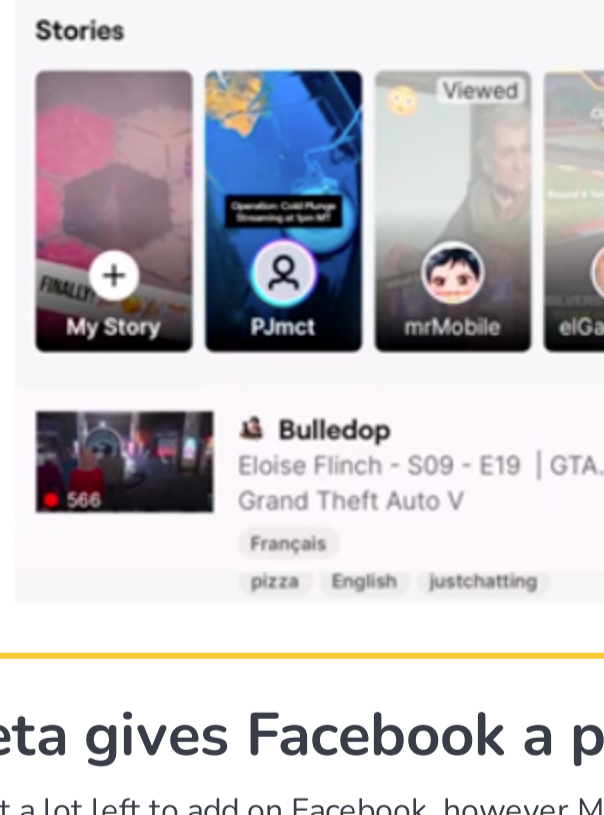 Stories
Viewed
Operation: Cold Plunge
Streaming at 1pm MT
FINALLY!
My Story
PJmct
mrMobile
elGa
Bulledop
Eloise Flinch - S09 - E19 | GTA.
566
Grand Theft Auto V
Français
pizza English justchatting
eta gives Facebook a p
t a lot left to add on Facebook, however M